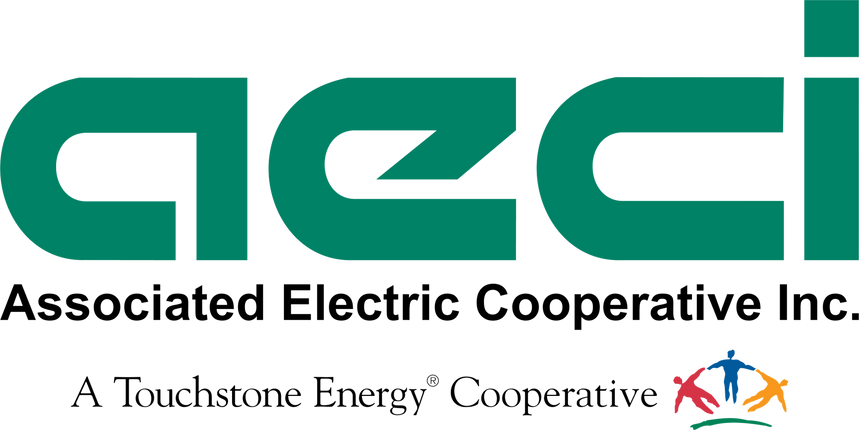 aeci
Associated Electric Cooperative Inc.
A Touchstone Energy® Cooperative